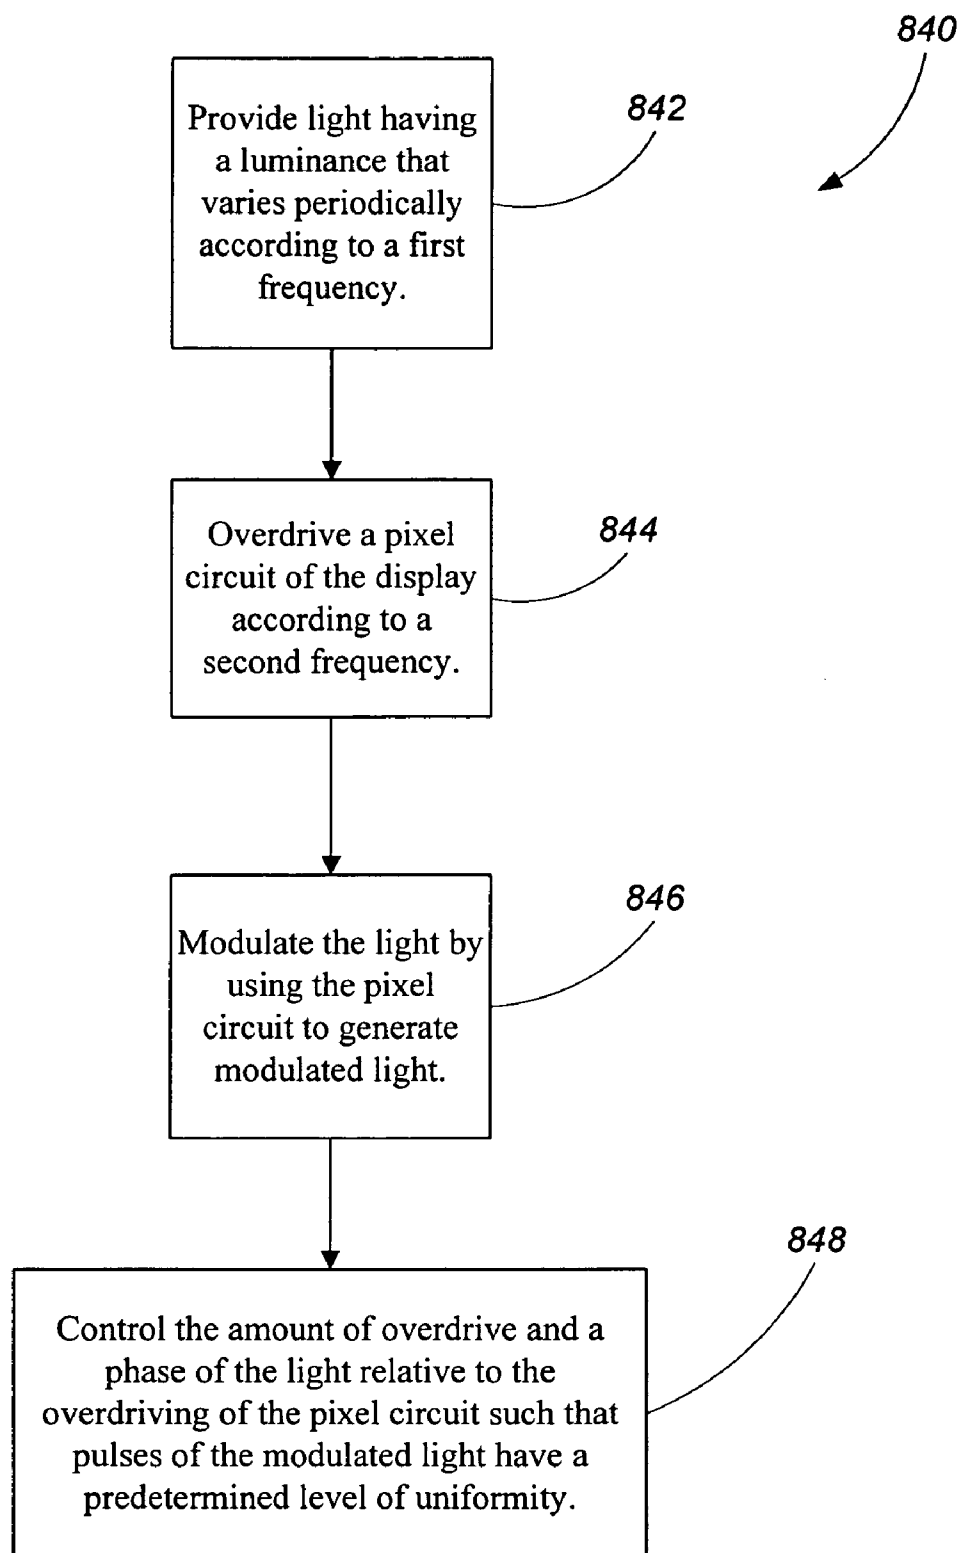 840
842
Provide light having
a luminance that
varies periodically
according to a first
frequency.
844
Overdrive a pixel
circuit of the display
according to a
second frequency.
846
Modulate the light by
using the pixel
circuit to generate
modulated light.
848
Control the amount of overdrive and a
phase of the light relative to the
overdriving of the pixel circuit such that
pulses of the modulated light have a
predetermined level of uniformity.